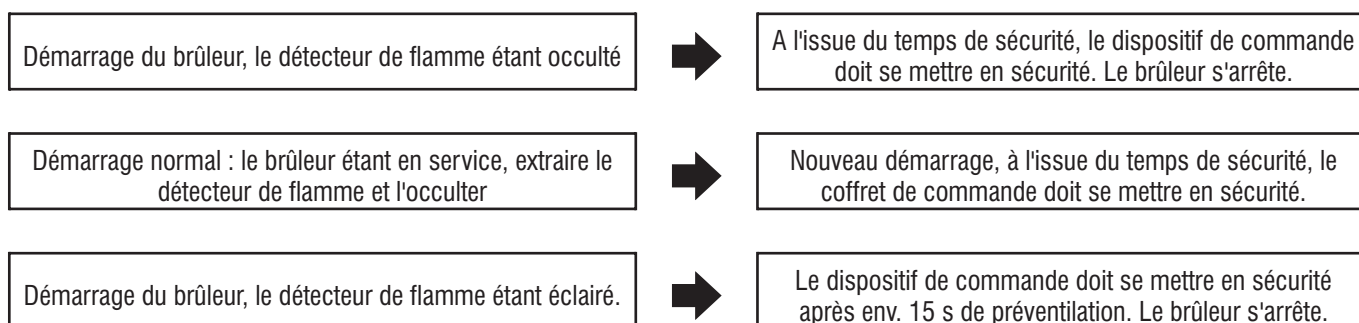 Démarrage du brûleur, le détecteur de flamme étant occulté
A l'issue du temps de sécurité, le dispositif de commande
doit se mettre en sécurité. Le brûleur s'arrête.
Démarrage normal : le brûleur étant en service, extraire le
détecteur de flamme et l'occulter
Nouveau démarrage, à l'issue du temps de sécurité, le
coffret de commande doit se mettre en sécurité.
Démarrage du brûleur, le détecteur de flamme étant éclairé.
Le dispositif de commande doit se mettre en sécurité
après env. 15 s de préventilation. Le brûleur s'arrête.